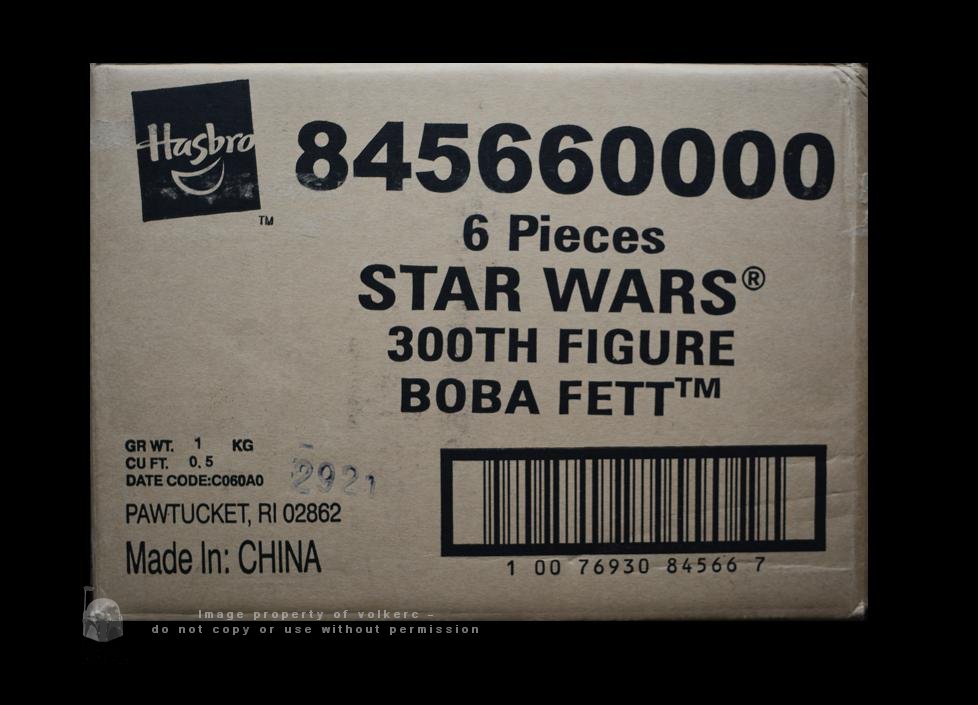 Hasbro
TM
845660000
6 Pieces
STAR WARS®
300TH FIGURE
BOBA FETT™
GR WT. 1 KG
CU FT. 0.5
DATE CODE:C060A0
2921
PAWTUCKET, RI 02862
Made In: CHINA
1 00 76930 84566 7
Image property of volkerc –
do not copy or use without permission